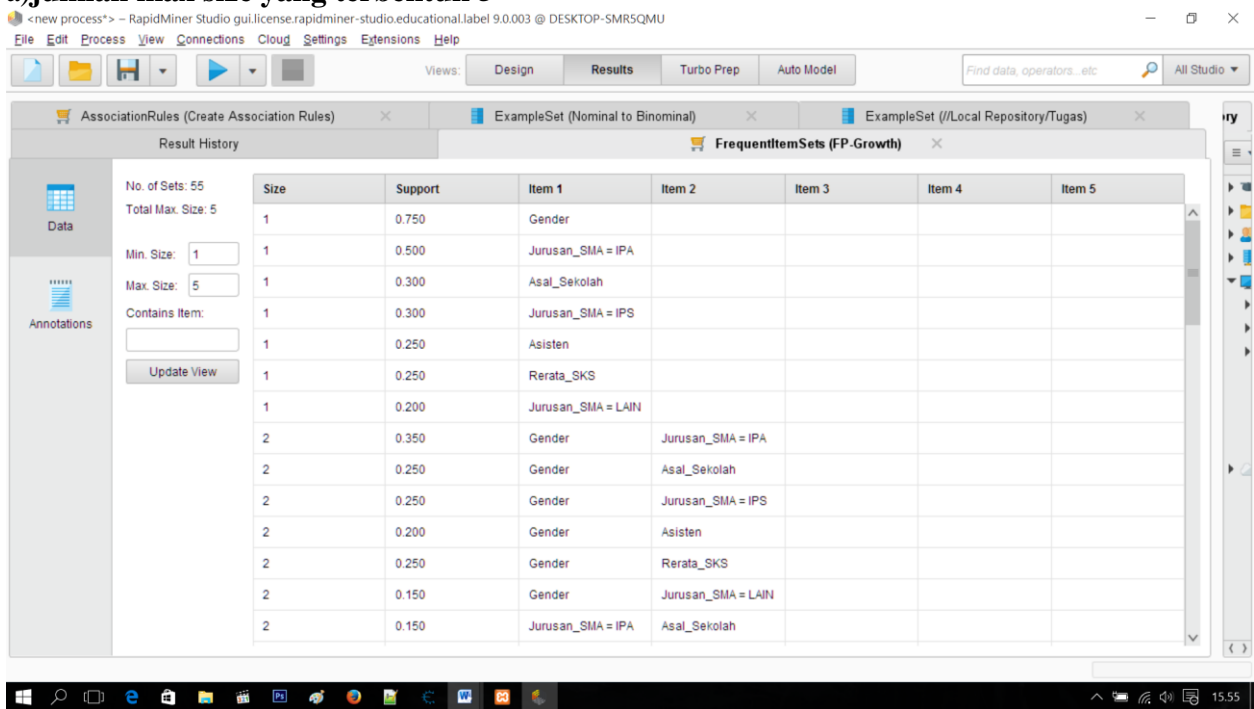 <new process*> – RapidMiner Studio gui.license.rapidminer-studio.educational.label 9.0.003 @ DESKTOP-SMR5QMU
File Edit Process View Connections Cloud Settings Extensions Help
Views: Design Results Turbo Prep Auto Model Find data, operators...etc All Studio
AssociationRules (Create Association Rules) ExampleSet (Nominal to Binominal) ExampleSet (//Local Repository/Tugas) ry
Result History FrequentItemSets (FP-Growth)
Data
Annotations
No. of Sets: 55
Total Max. Size: 5
Min. Size: 1
Max. Size: 5
Contains Item:
Update View
Size Support Item 1 Item 2 Item 3 Item 4 Item 5
1 0.750 Gender
1 0.500 Jurusan_SMA = IPA
1 0.300 Asal_Sekolah
1 0.300 Jurusan_SMA = IPS
1 0.250 Asisten
1 0.250 Rerata_SKS
1 0.200 Jurusan_SMA = LAIN
2 0.350 Gender Jurusan_SMA = IPA
2 0.250 Gender Asal_Sekolah
2 0.250 Gender Jurusan_SMA = IPS
2 0.200 Gender Asisten
2 0.250 Gender Rerata_SKS
2 0.150 Gender Jurusan_SMA = LAIN
2 0.150 Jurusan_SMA = IPA Asal_Sekolah
15.55